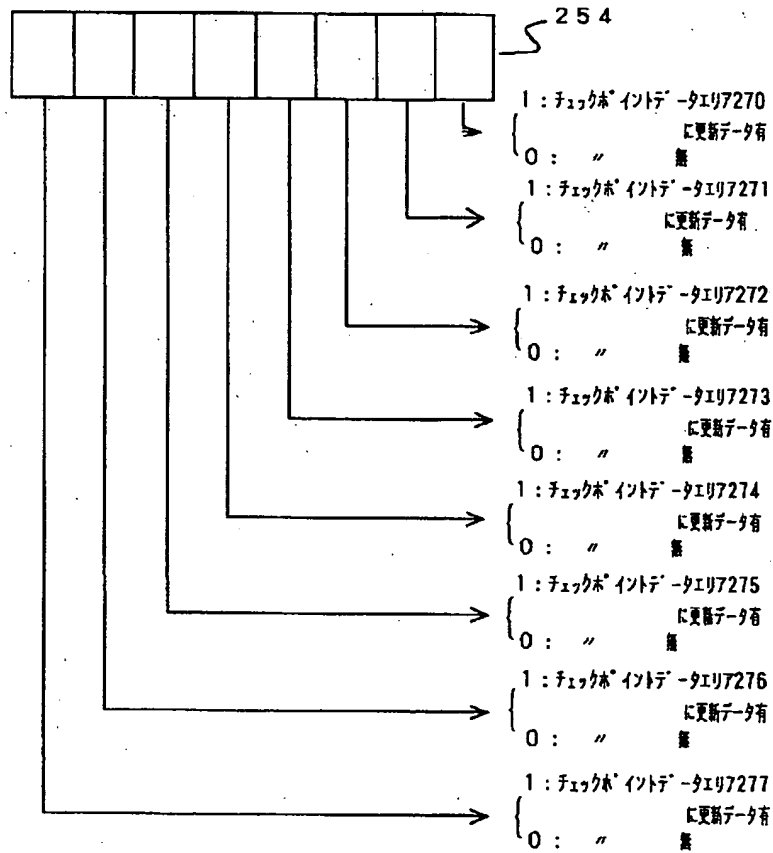 254
1：チェックポイントデータエリア270
に更新データ有
0：　〃　無
1：チェックポイントデータエリア271
に更新データ有
0：　〃　無
1：チェックポイントデータエリア272
に更新データ有
0：　〃　無
1：チェックポイントデータエリア273
に更新データ有
0：　〃　無
1：チェックポイントデータエリア274
に更新データ有
0：　〃　無
1：チェックポイントデータエリア275
に更新データ有
0：　〃　無
1：チェックポイントデータエリア276
に更新データ有
0：　〃　無
1：チェックポイントデータエリア277
に更新データ有
0：　〃　無